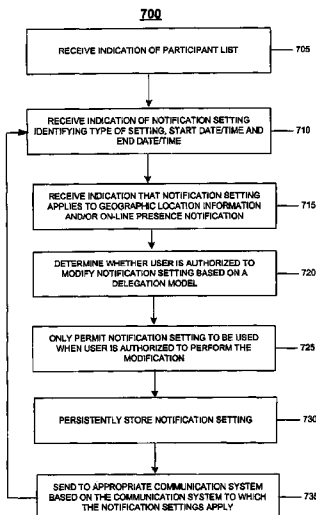 700
RECEIVE INDICATION OF PARTICIPANT LIST
705
RECEIVE INDICATION OF NOTIFICATION SETTING
IDENTIFYING TYPE OF SETTING, START DATE/TIME AND
END DATE/TIME
710
RECEIVE INDICATION THAT NOTIFICATION SETTING
APPLIES TO GEOGRAPHIC LOCATION INFORMATION
AND/OR ON-LINE PRESENCE NOTIFICATION
715
DETERMINE WHETHER USER IS AUTHORIZED TO
MODIFY NOTIFICATION SETTING BASED ON A
DELEGATION MODEL
720
ONLY PERMIT NOTIFICATION SETTING TO BE USED
WHEN USER IS AUTHORIZED TO PERFORM THE
MODIFICATION
725
PERSISTENTLY STORE NOTIFICATION SETTING
730
SEND TO APPROPRIATE COMMUNICATION SYSTEM
BASED ON THE COMMUNICATION SYSTEM TO WHICH
THE NOTIFICATION SETTINGS APPLY
735